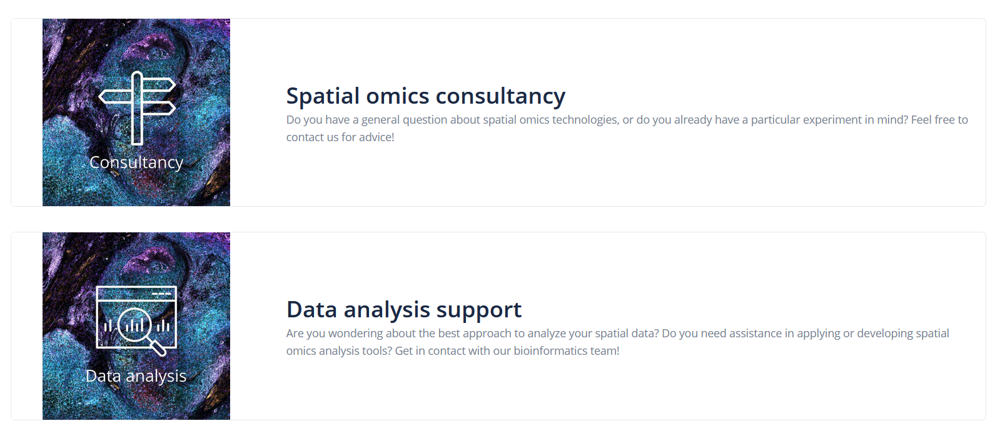 Consultancy
Spatial omics consultancy
Do you have a general question about spatial omics technologies, or do you already have a particular experiment in mind? Feel free to
contact us for advice!
Data analysis
Data analysis support
Are you wondering about the best approach to analyze your spatial data? Do you need assistance in applying or developing spatial
omics analysis tools? Get in contact with our bioinformatics team!